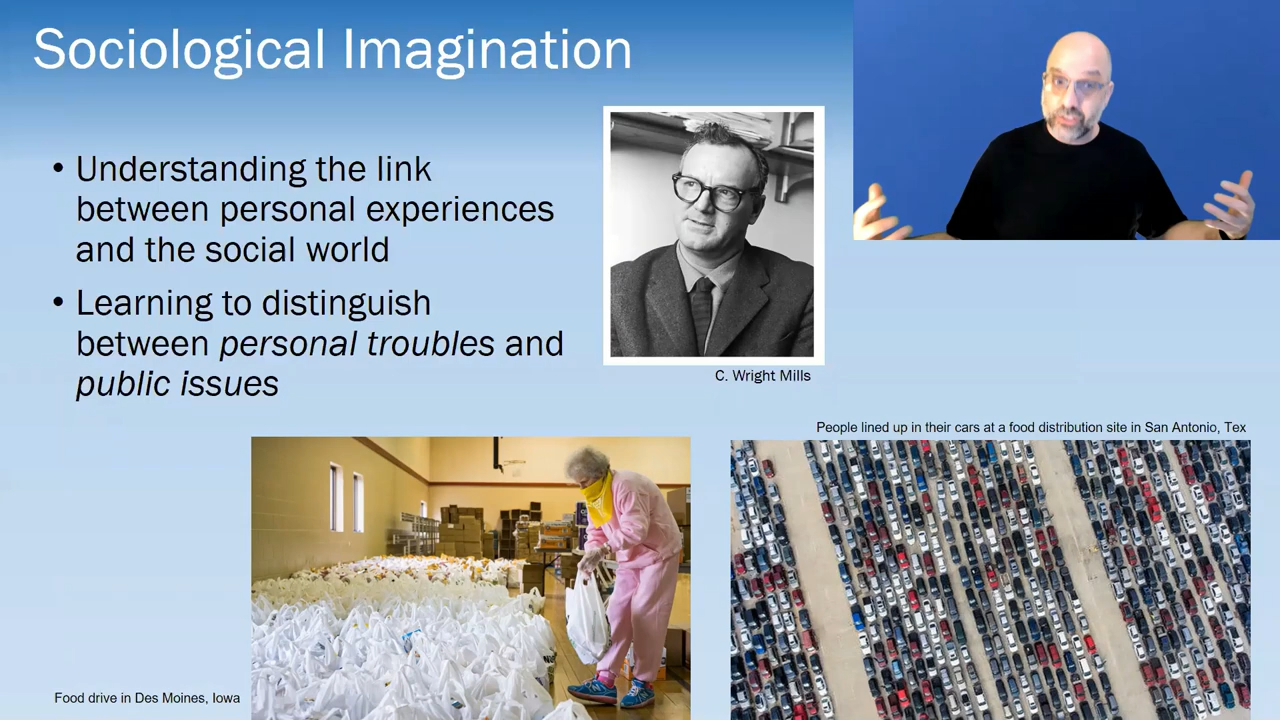 Sociological Imagination
• Understanding the link
between personal experiences
and the social world
• Learning to distinguish
between personal troubles and
public issues
C. Wright Mills
People lined up in their cars at a food distribution site in San Antonio, Tex
Food drive in Des Moines, Iowa